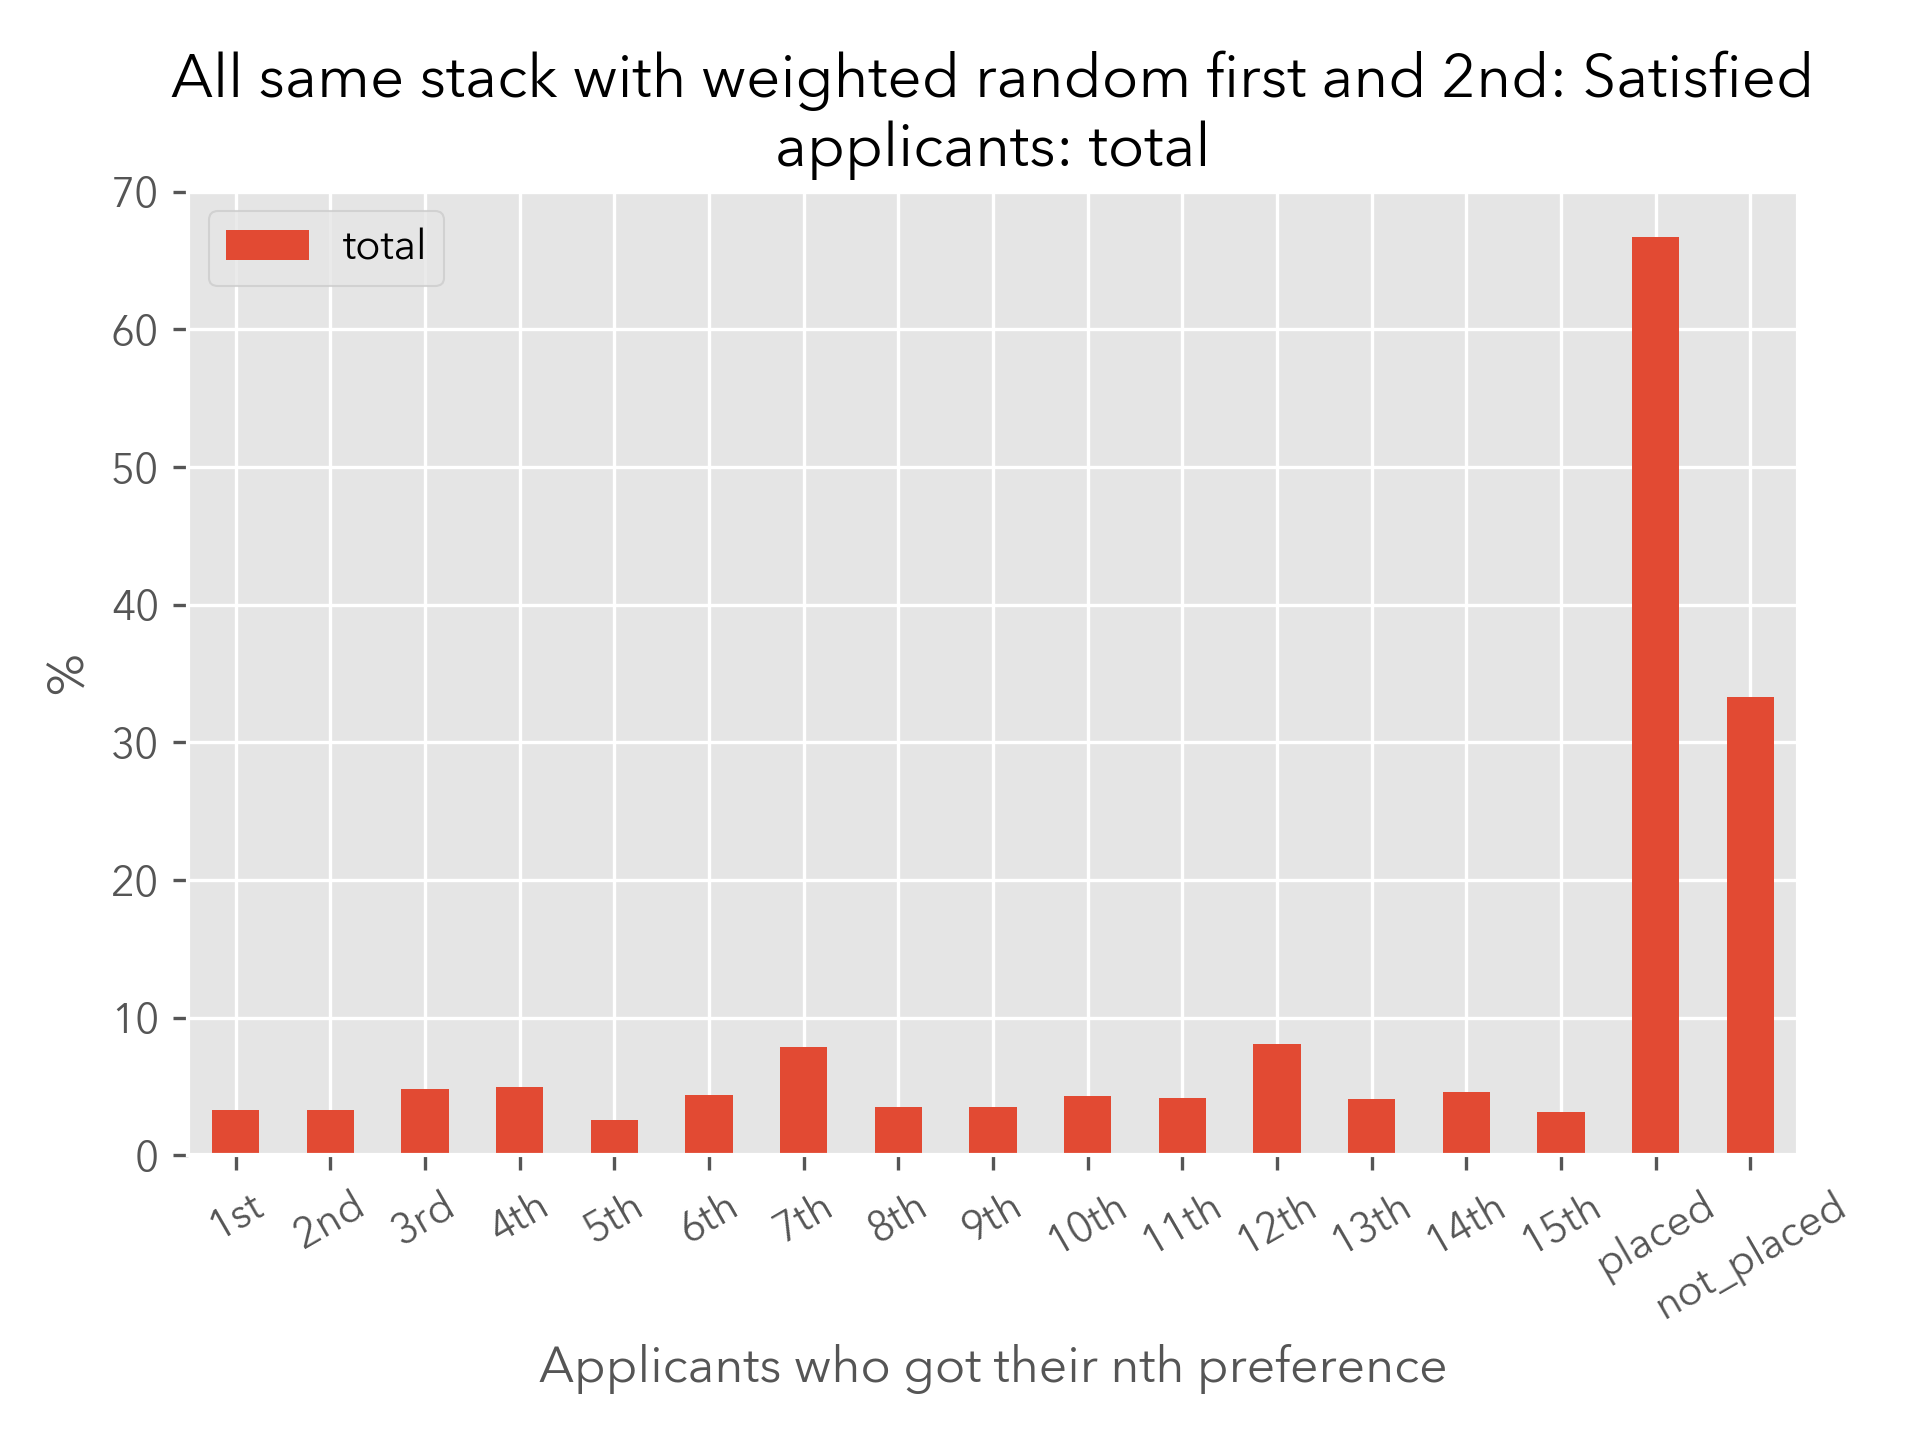 All same stack with weighted random first and 2nd: Satisfied
applicants: total
total
70
60
50
40
30
20
10
0
%
1st 2nd 3rd 4th 5th 6th 7th 8th 9th 10th 11th 12th 13th 14th 15th placed not_placed
Applicants who got their nth preference